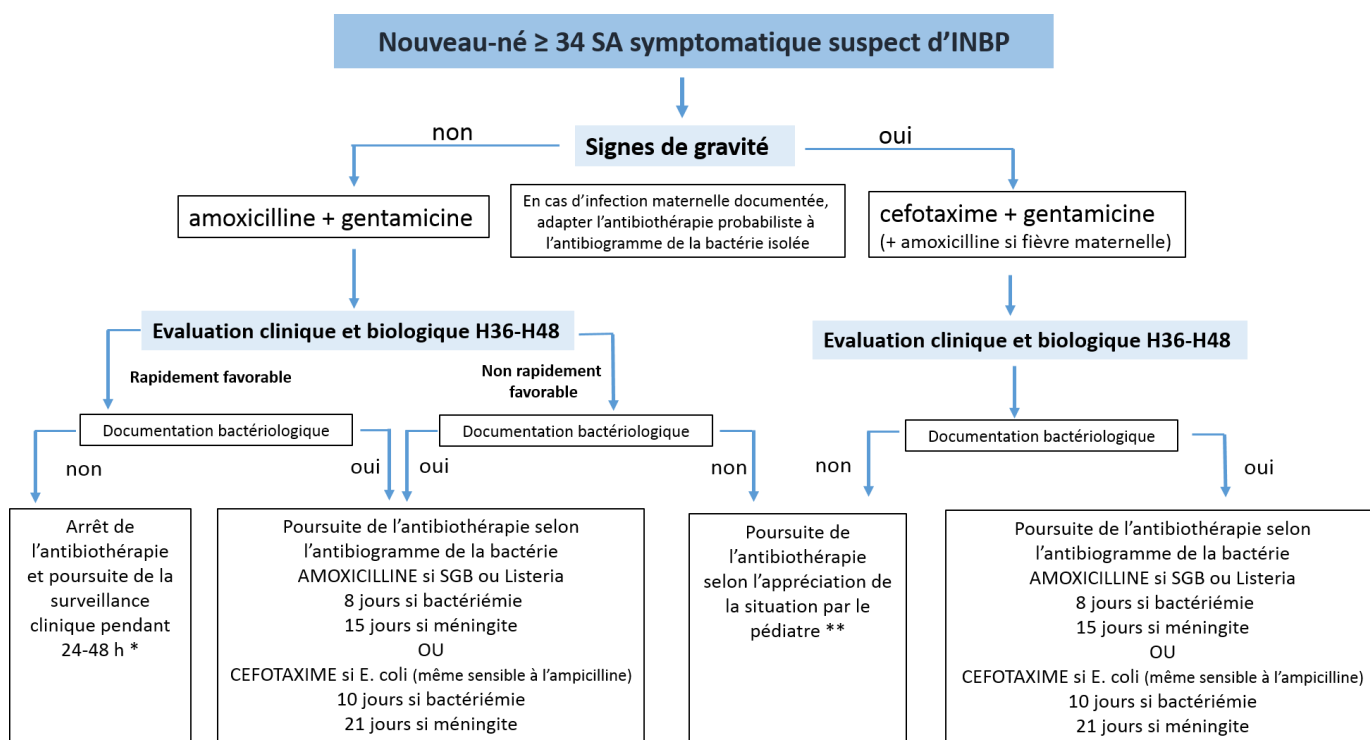 Nouveau-né ≥ 34 SA symptomatique suspect d’INBP
non
Signes de gravité
oui
amoxicilline + gentamicine
En cas d’infection maternelle documentée,
adapter l’antibiothérapie probabiliste à
l’antibiogramme de la bactérie isolée
cefotaxime + gentamicine
(+ amoxicilline si fièvre maternelle)
Evaluation clinique et biologique H36-H48
Rapidement favorable
Non rapidement
favorable
Evaluation clinique et biologique H36-H48
Documentation bactériologique
Documentation bactériologique
Documentation bactériologique
non
oui
oui
non
non
oui
Arrêt de
l’antibiothérapie
et poursuite de la
surveillance
clinique pendant
24-48 h *
Poursuite de l’antibiothérapie selon
l’antibiogramme de la bactérie
AMOXICILLINE si SGB ou Listeria
8 jours si bactériémie
15 jours si méningite
OU
CEFOTAXIME si E. coli (même sensible à l’ampicilline)
10 jours si bactériémie
21 jours si méningite
Poursuite de
l’antibiothérapie
selon l’appréciation de
la situation par le
pédiatre **
Poursuite de l’antibiothérapie selon
l’antibiogramme de la bactérie
AMOXICILLINE si SGB ou Listeria
8 jours si bactériémie
15 jours si méningite
OU
CEFOTAXIME si E. coli (même sensible à l’ampicilline)
10 jours si bactériémie
21 jours si méningite